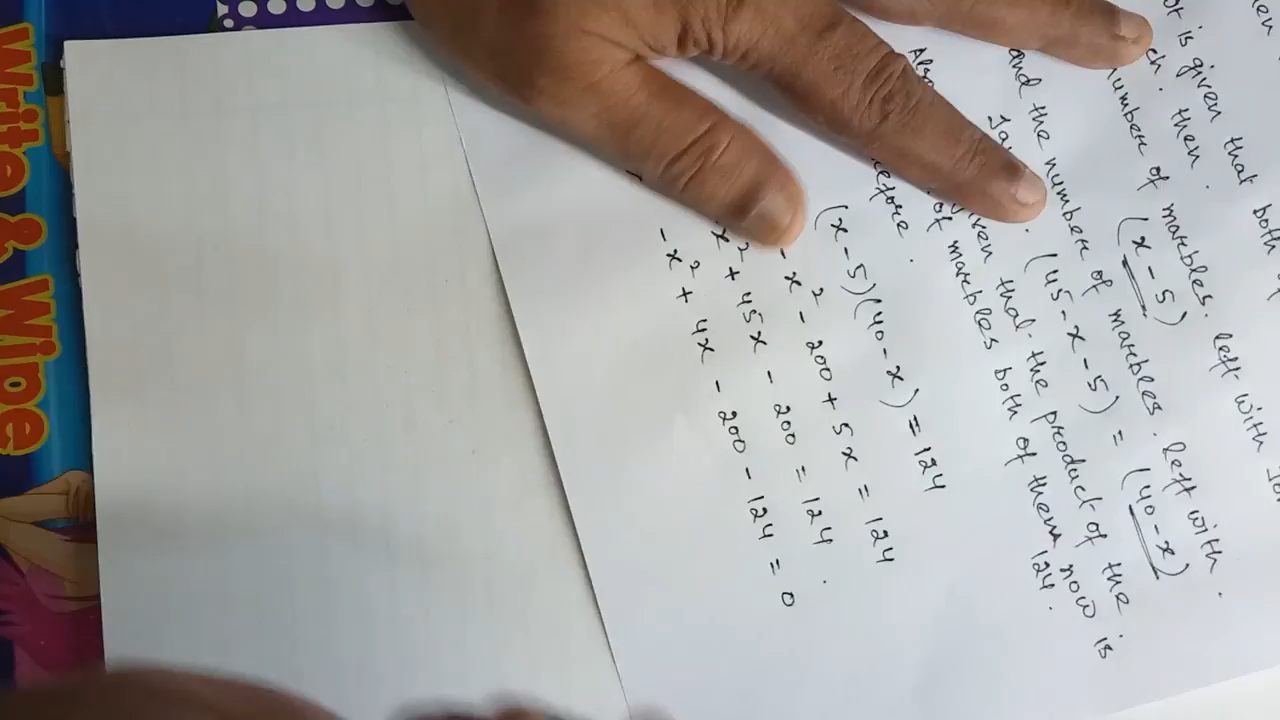 is given that both
ch. then.
number of marbles. left with
(x-5)
and the number of marbles. left with.
(45-x-5) = (40-x)
given that the product of the
of marbles both of them now is
124.
(x-5)(40-x) = 124
-x² - 200 + 5x = 124
x² + 45x - 200 = 124.
-x² + 4x - 200 - 124 = 0
Write & Wipe